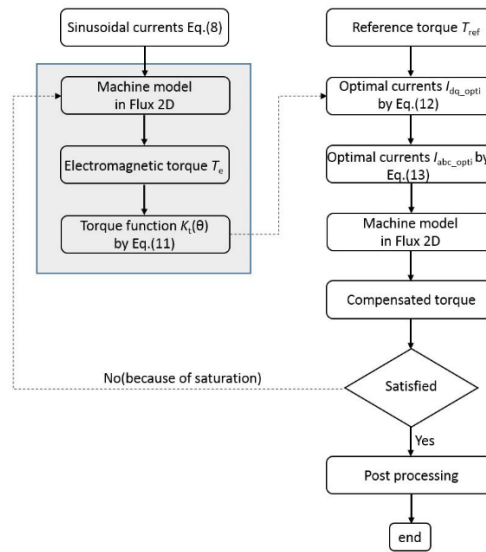 Sinusoidal currents Eq.(8)
Machine model
in Flux 2D
Electromagnetic torque Te
Torque function Kt(θ)
by Eq.(11)
Reference torque Tref
Optimal currents Idq_opti
by Eq.(12)
Optimal currents Iabc_opti by
Eq.(13)
Machine model
in Flux 2D
Compensated torque
No(because of saturation)
Satisfied
Yes
Post processing
end